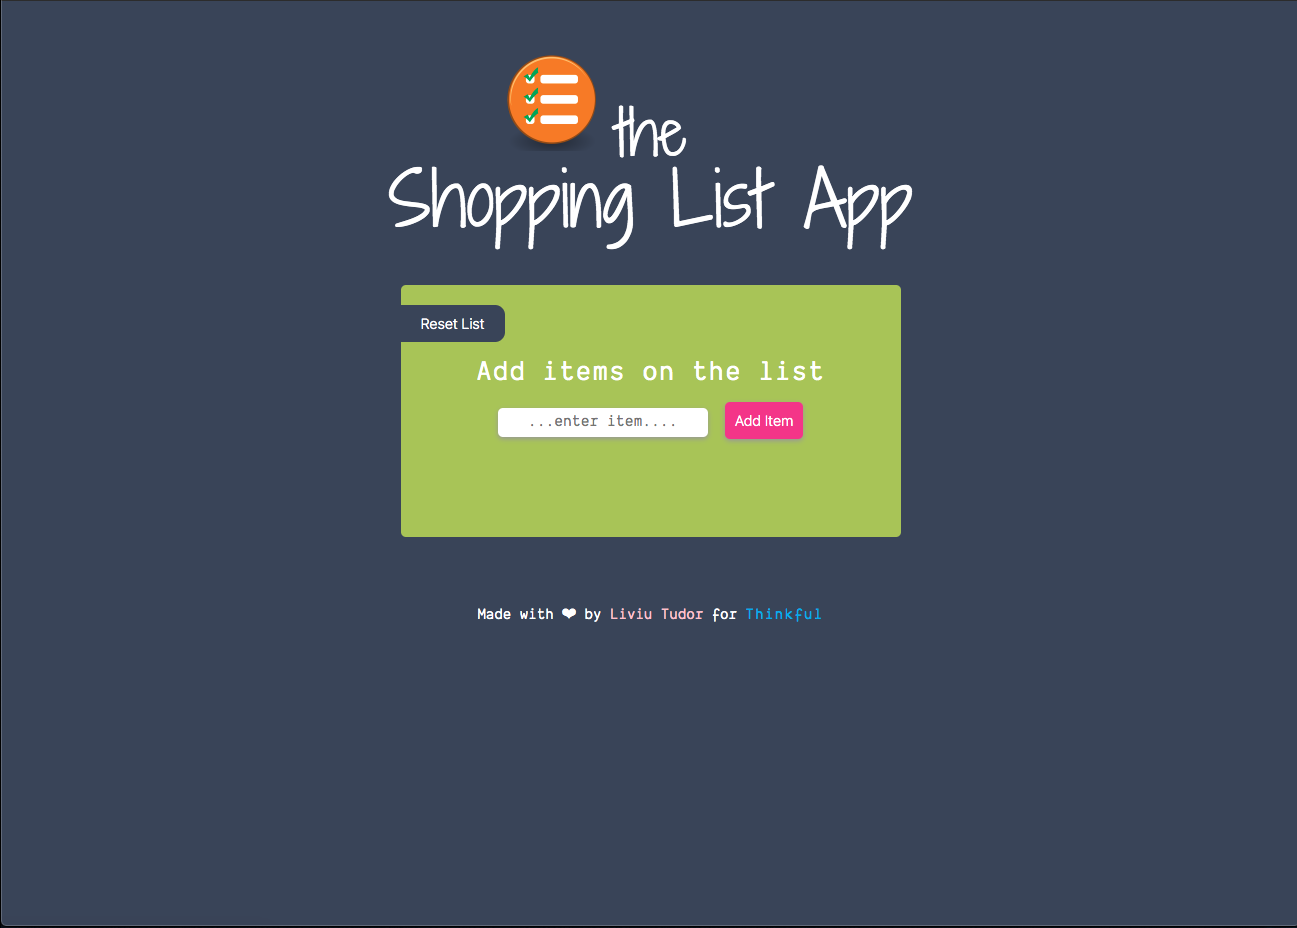 the
Shopping List App
Reset List
Add items on the list
...enter item....
Add Item
Made with ❤ by Liviu Tudor for Thinkful